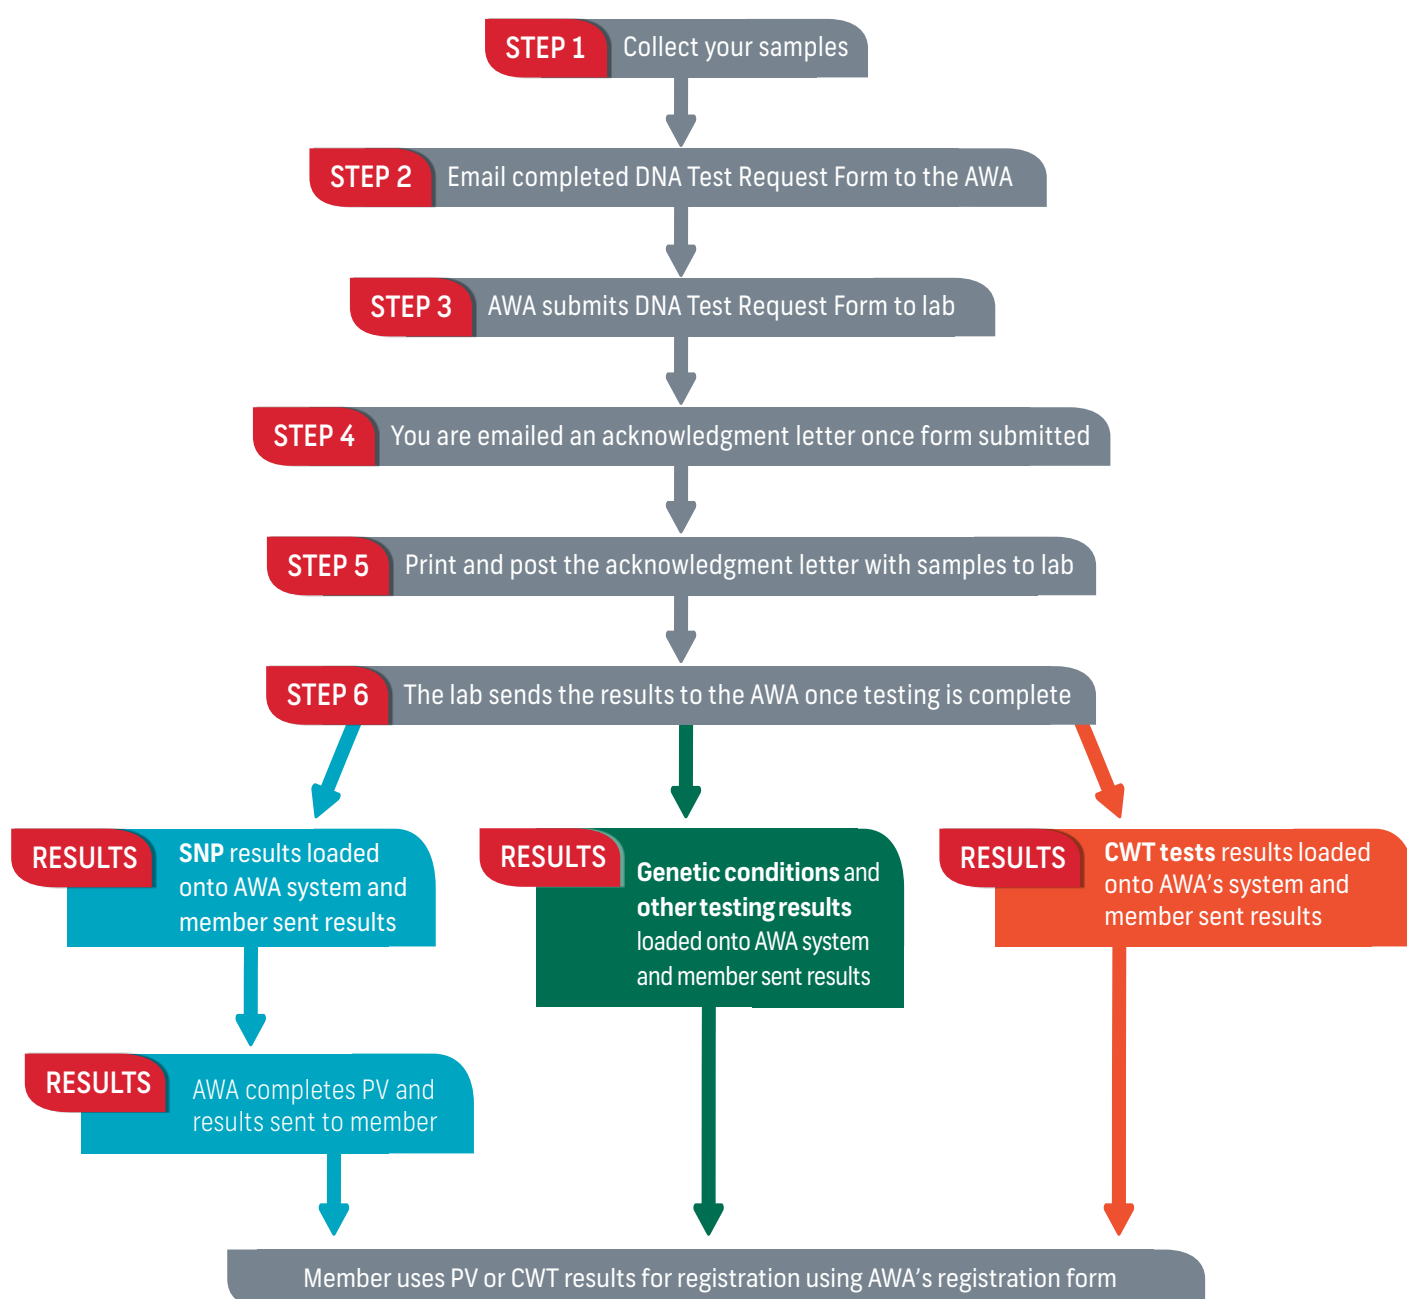 STEP 1 Collect your samples
STEP 2 Email completed DNA Test Request Form to the AWA
STEP 3 AWA submits DNA Test Request Form to lab
STEP 4 You are emailed an acknowledgment letter once form submitted
STEP 5 Print and post the acknowledgment letter with samples to lab
STEP 6 The lab sends the results to the AWA once testing is complete
RESULTS
SNP results loaded
onto AWA system and
member sent results
RESULTS
Genetic conditions and
other testing results
loaded onto AWA system
and member sent results
RESULTS
CWT tests results loaded
onto AWA's system and
member sent results
RESULTS
AWA completes PV and
results sent to member
Member uses PV or CWT results for registration using AWA's registration form